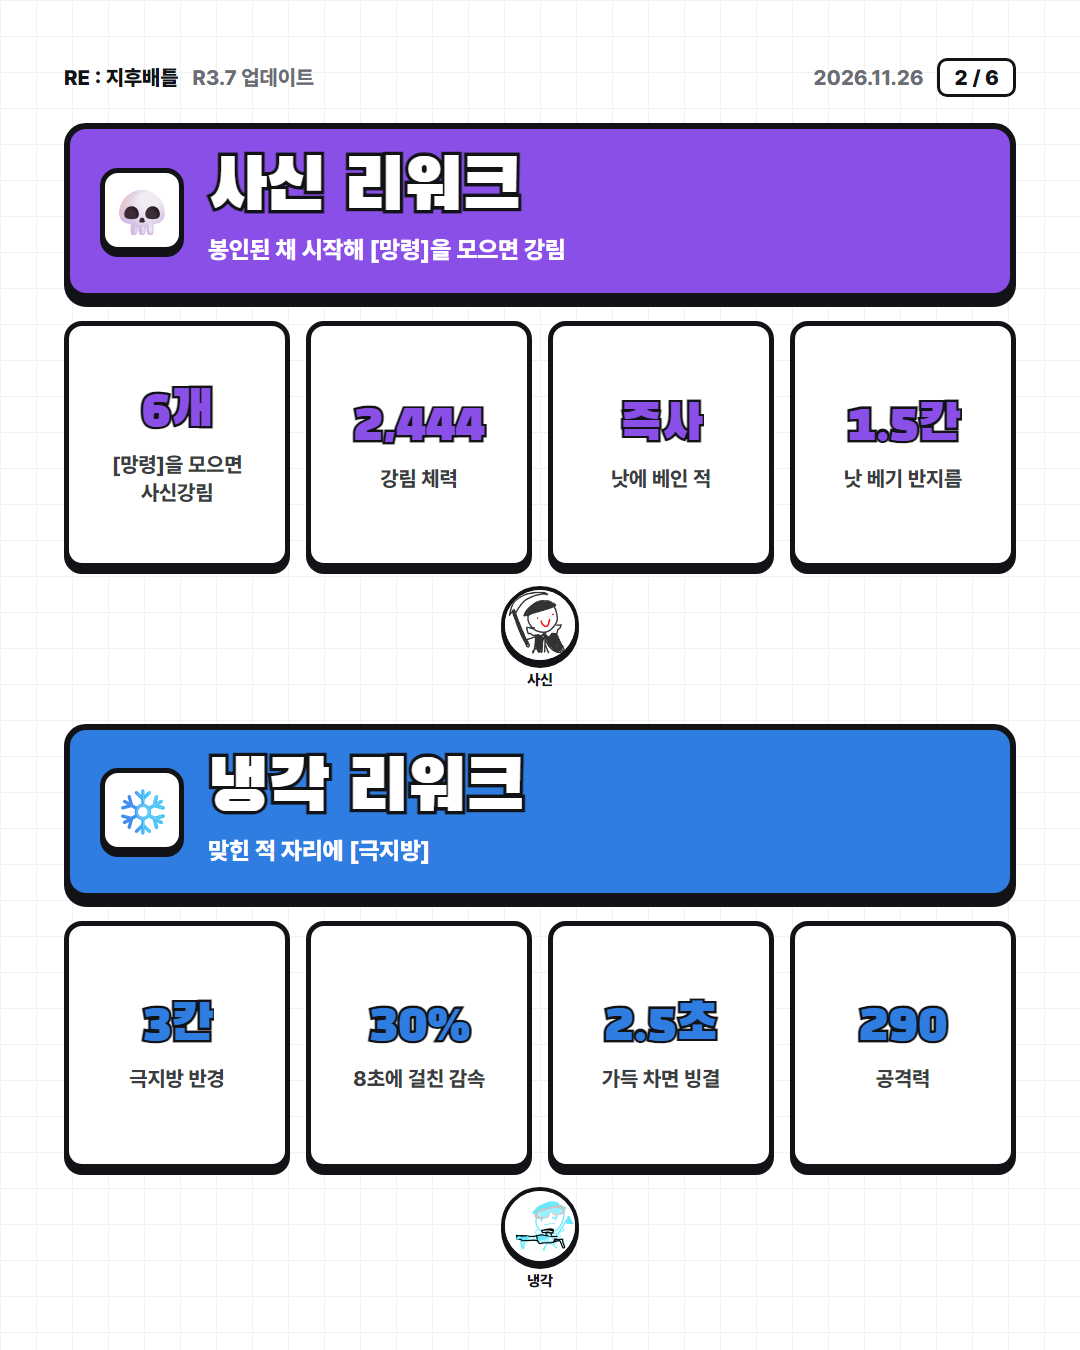 RE : 지후배틀 R3.7 업데이트 2026.11.26 2 / 6
사신 리워크
봉인된 채 시작해 [망령]을 모으면 강림
6개
[망령]을 모으면
사신강림
2,444
강림 체력
즉사
낫에 베인 적
1.5칸
낫 베기 반지름
사신
냉각 리워크
맞힌 적 자리에 [극지방]
3칸
극지방 반경
30%
8초에 걸친 감속
2.5초
가득 차면 빙결
290
공격력
냉각